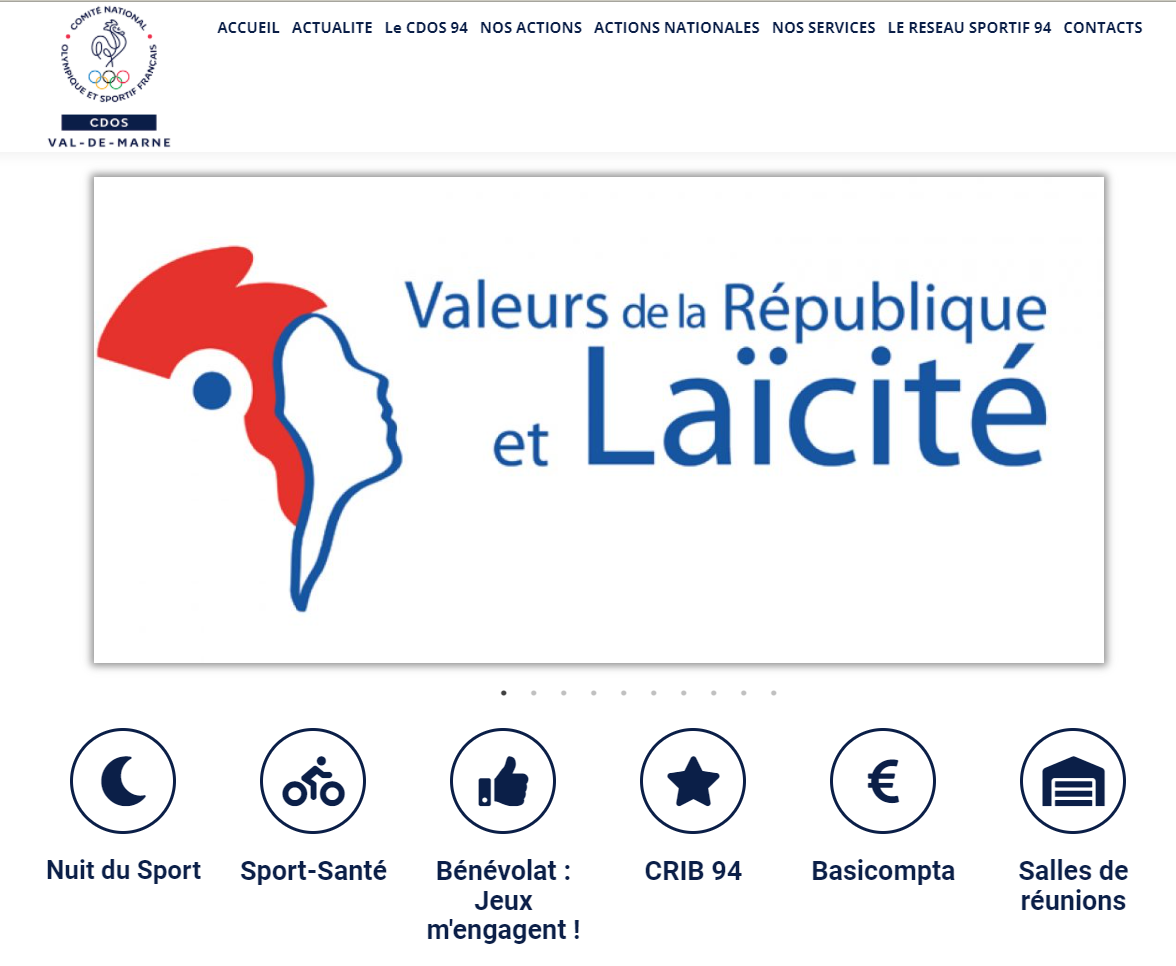 COMITE NATIONAL
OLYMPIQUE ET SPORTIF FRANÇAIS
CDOS
VAL-DE-MARNE
ACCUEIL ACTUALITE Le CDOS 94 NOS ACTIONS ACTIONS NATIONALES NOS SERVICES LE RESEAU SPORTIF 94 CONTACTS
Valeurs de la République
et Laïcité
Nuit du Sport
Sport-Santé
Bénévolat :
Jeux
m'engagent !
CRIB 94
Basicompta
Salles de
réunions